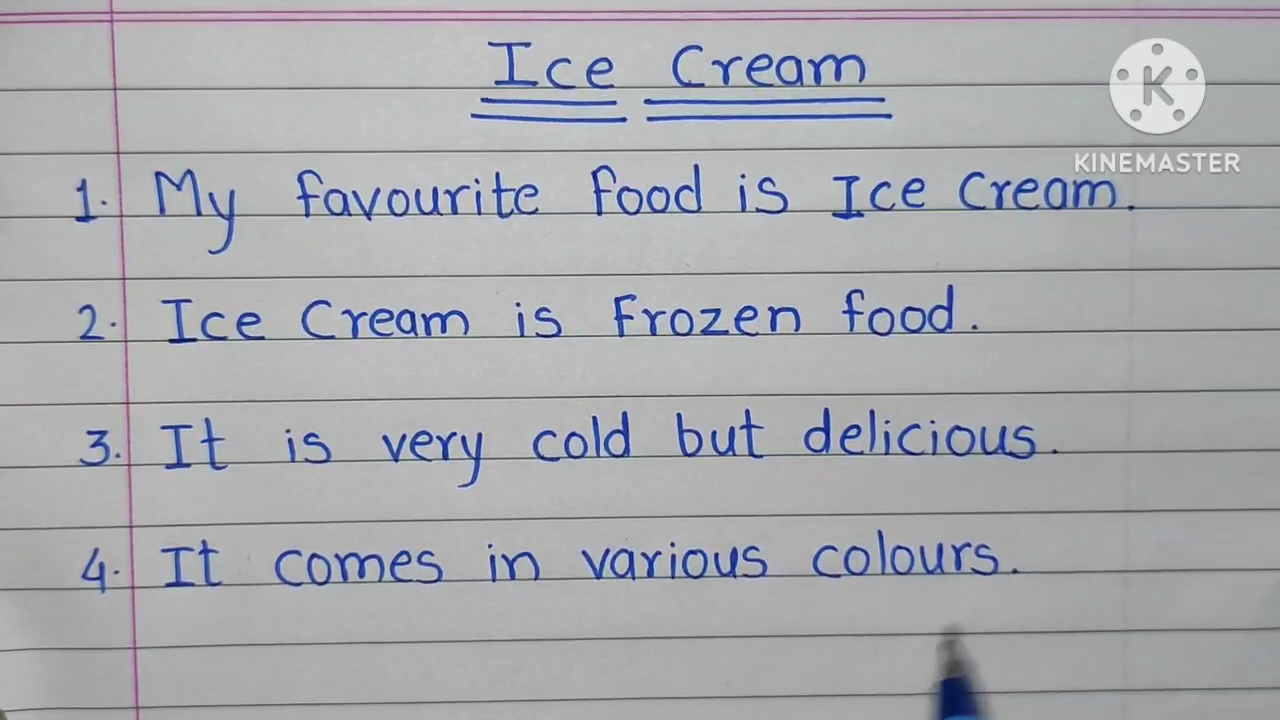 Ice Cream
K
KINEMASTER
1. My favourite food is Ice Cream.
2. Ice Cream is Frozen food.
3. It is very cold but delicious.
4. It comes in various colours.